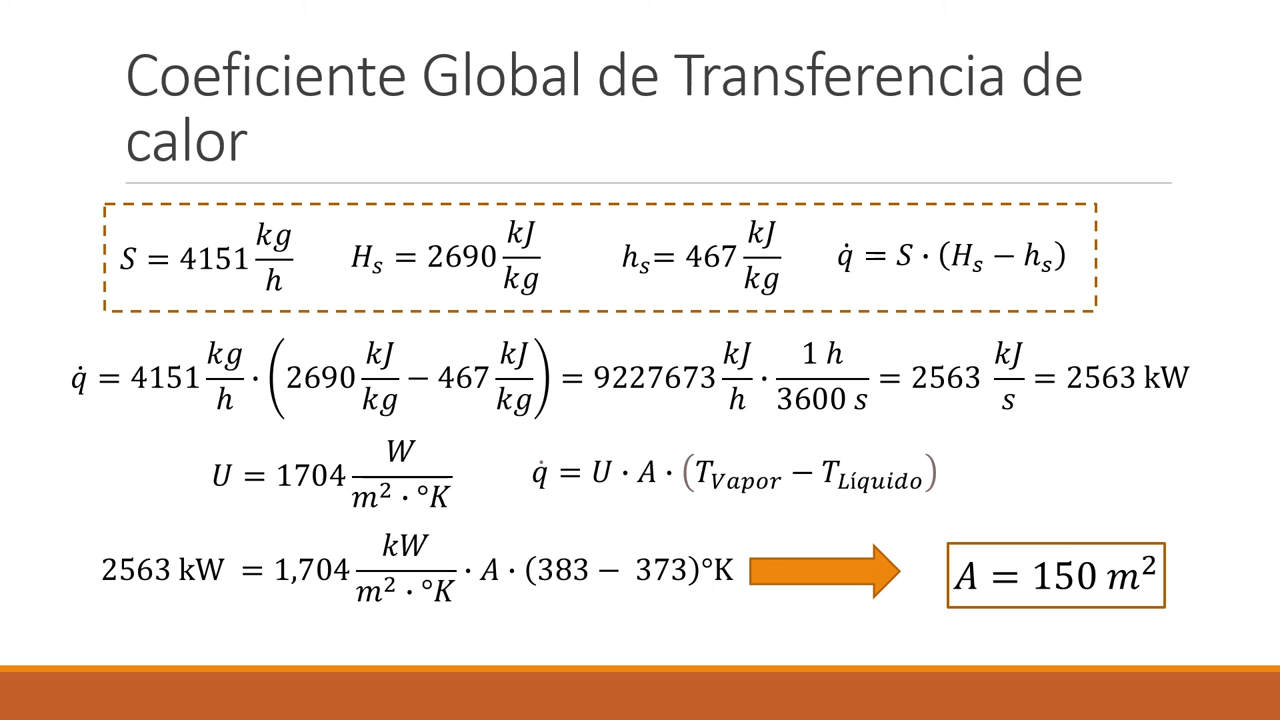 Coeficiente Global de Transferencia de
calor
S = 4151 kg/h   H_s = 2690 kJ/kg   h_s= 467 kJ/kg   q̇ = S · (H_s − h_s)
q̇ = 4151 kg/h · (2690 kJ/kg − 467 kJ/kg) = 9227673 kJ/h · 1 h/3600 s = 2563 kJ/s = 2563 kW
U = 1704 W/(m² · °K)   q̇ = U · A · (T_Vapor − T_Líquido)
2563 kW = 1,704 kW/(m² · °K) · A · (383 − 373)°K   A = 150 m²